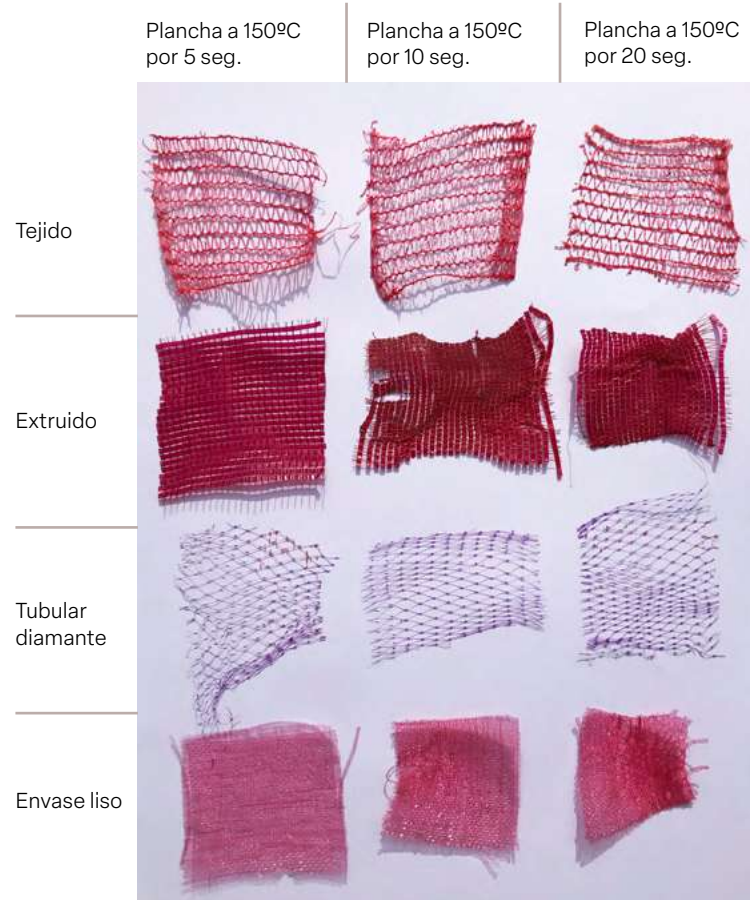 Plancha a 150ºC
por 5 seg.
Plancha a 150ºC
por 10 seg.
Plancha a 150ºC
por 20 seg.
Tejido
Extruido
Tubular
diamante
Envase liso